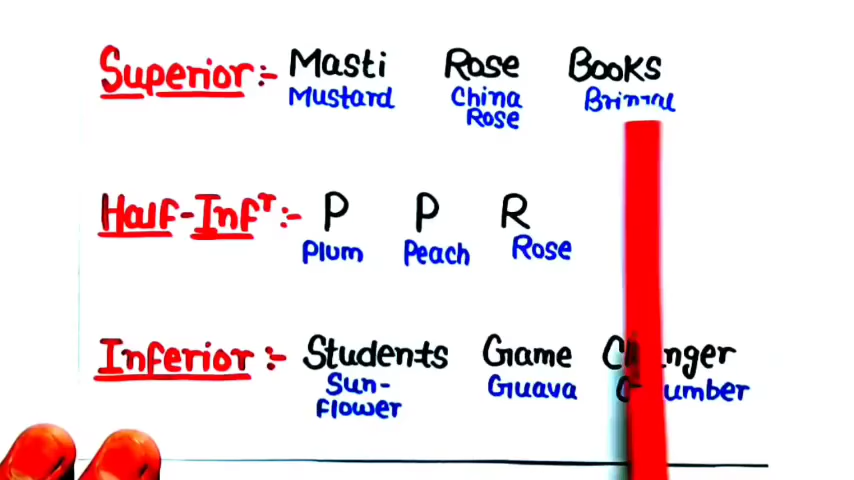 Superior :- Masti Rose Books
Mustard China Rose
Half-Infr :- P P R
Plum Peach Rose
Inferior :- Students Game
Sun-flower Guava